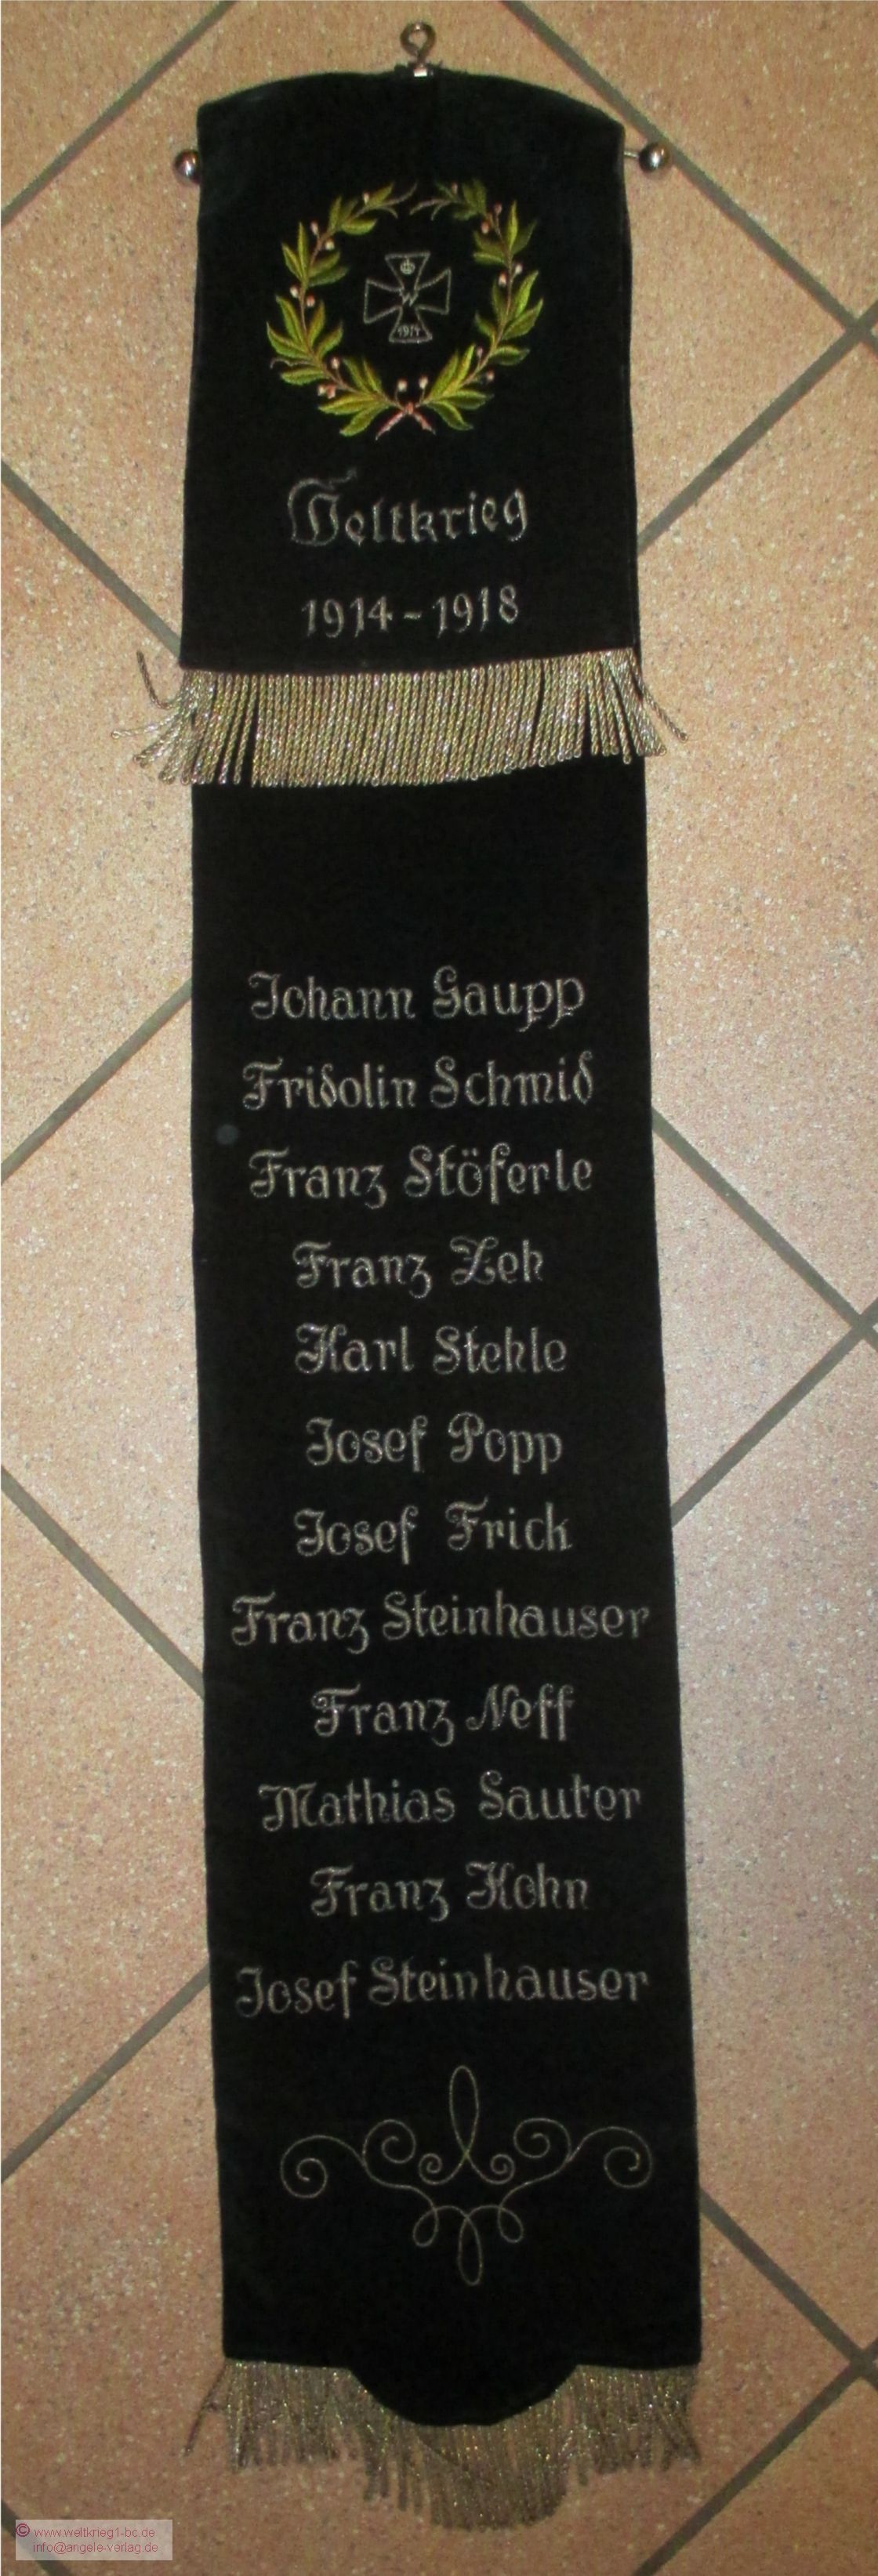 W
1914
Weltkrieg
1914-1918
Johann Gaupp
Fridolin Schmid
Franz Stöferle
Franz Zeh
Karl Stehle
Josef Popp
Josef Frick
Franz Steinhauser
Franz Neff
Mathias Sauter
Franz Hohn
Josef Steinhauser
© www.weltkrieg1-bc.de
info@angele-verlag.de